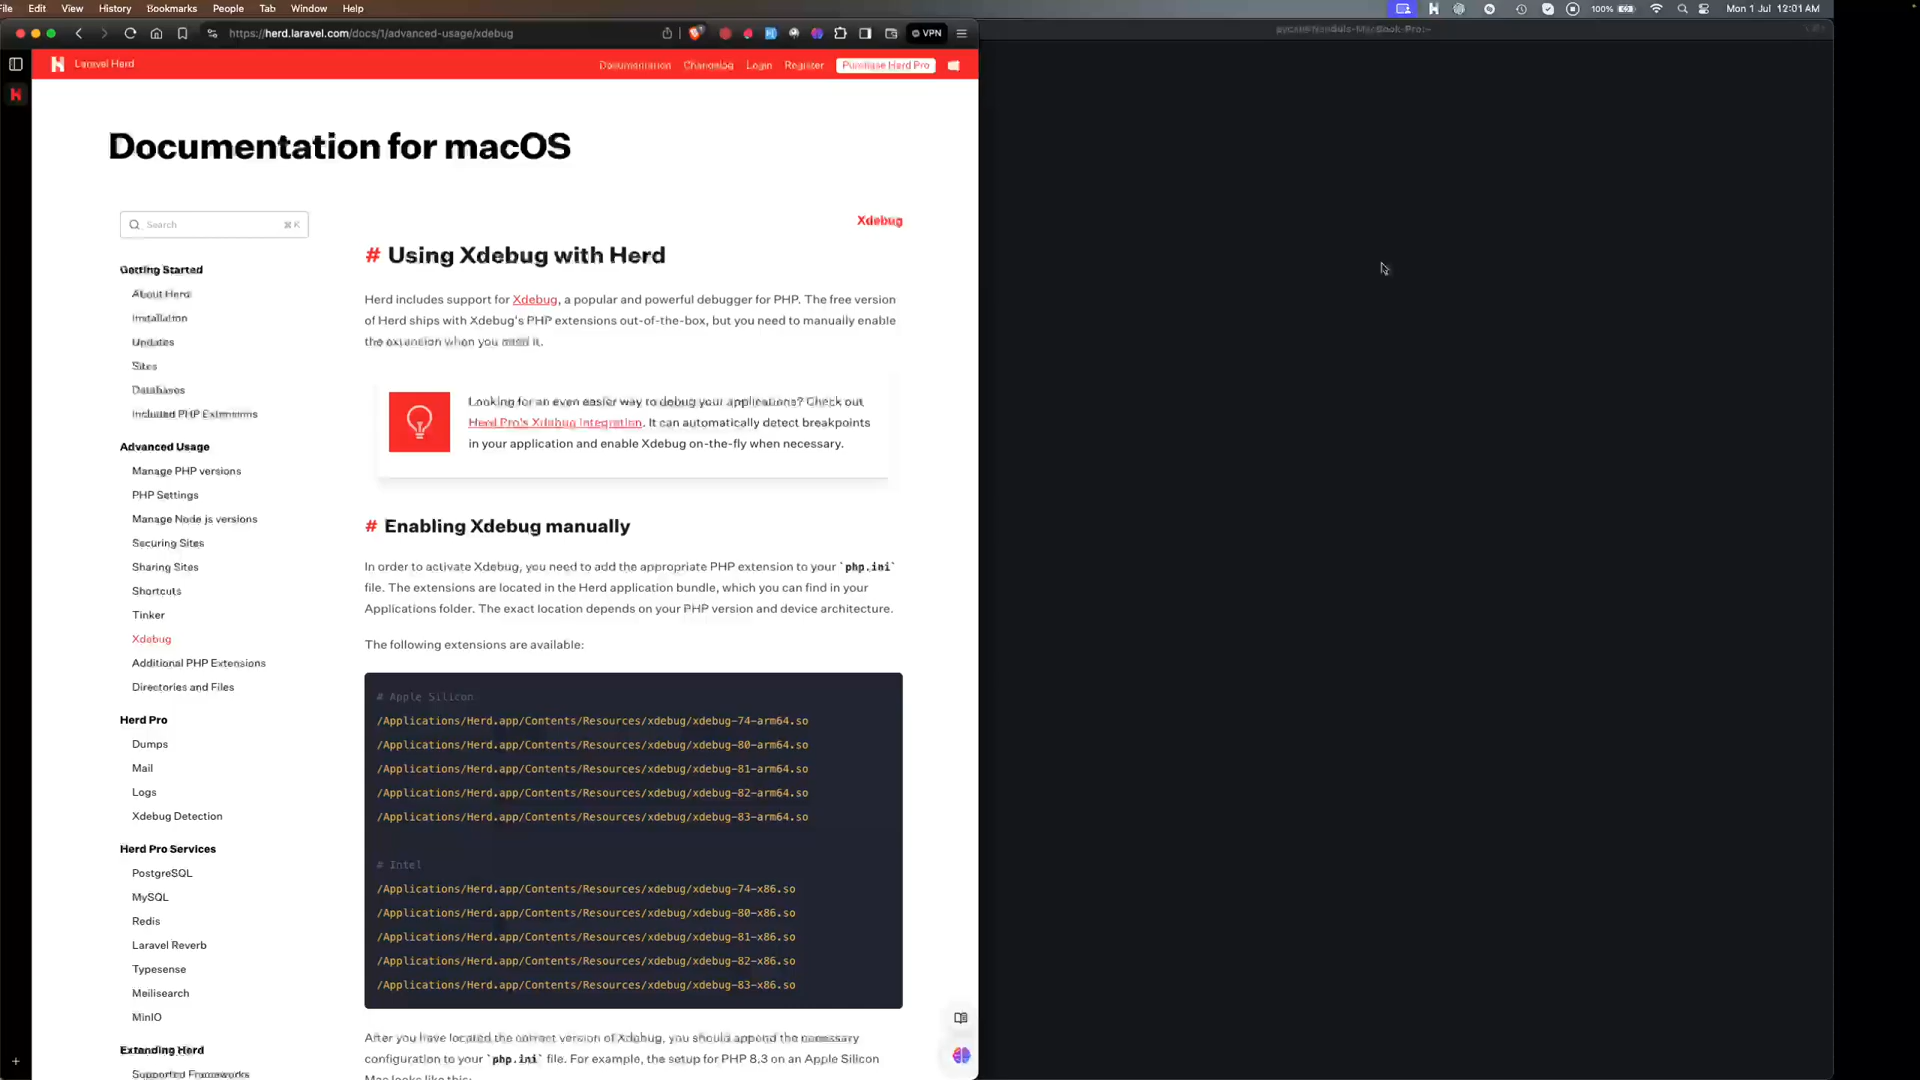 File Edit View History Bookmarks People Tab Window Help
100% Mon 1 Jul 12:01 AM
https://herd.laravel.com/docs/1/advanced-usage/xdebug
VPN
Laravel Herd
Documentation Changelog Login Register Purchase Herd Pro
Documentation for macOS
Search ⌘ K
Getting Started
About Herd
Installation
Updates
Sites
Databases
Included PHP Extensions
Advanced Usage
Manage PHP versions
PHP Settings
Manage Node js versions
Securing Sites
Sharing Sites
Shortcuts
Tinker
Xdebug
Additional PHP Extensions
Directories and Files
Herd Pro
Dumps
Mail
Logs
Xdebug Detection
Herd Pro Services
PostgreSQL
MySQL
Redis
Laravel Reverb
Typesense
Meilisearch
MinIO
Extending Herd
Supported Frameworks
Xdebug
# Using Xdebug with Herd
Herd includes support for Xdebug, a popular and powerful debugger for PHP. The free version
of Herd ships with Xdebug's PHP extensions out-of-the-box, but you need to manually enable
the expansion when you need it.
Looking for an even easier way to debug your applications? Check out
Herd Pro's Xdebug Integration. It can automatically detect breakpoints
in your application and enable Xdebug on-the-fly when necessary.
# Enabling Xdebug manually
In order to activate Xdebug, you need to add the appropriate PHP extension to your `php.ini`
file. The extensions are located in the Herd application bundle, which you can find in your
Applications folder. The exact location depends on your PHP version and device architecture.
The following extensions are available:
# Apple Silicon
/Applications/Herd.app/Contents/Resources/xdebug/xdebug-74-arm64.so
/Applications/Herd.app/Contents/Resources/xdebug/xdebug-80-arm64.so
/Applications/Herd.app/Contents/Resources/xdebug/xdebug-81-arm64.so
/Applications/Herd.app/Contents/Resources/xdebug/xdebug-82-arm64.so
/Applications/Herd.app/Contents/Resources/xdebug/xdebug-83-arm64.so
# Intel
/Applications/Herd.app/Contents/Resources/xdebug/xdebug-74-x86.so
/Applications/Herd.app/Contents/Resources/xdebug/xdebug-80-x86.so
/Applications/Herd.app/Contents/Resources/xdebug/xdebug-81-x86.so
/Applications/Herd.app/Contents/Resources/xdebug/xdebug-82-x86.so
/Applications/Herd.app/Contents/Resources/xdebug/xdebug-83-x86.so
After you have located the correct version of Xdebug, you should append the necessary
configuration to your `php.ini` file. For example, the setup for PHP 8.3 on an Apple Silicon
Mac looks like this: